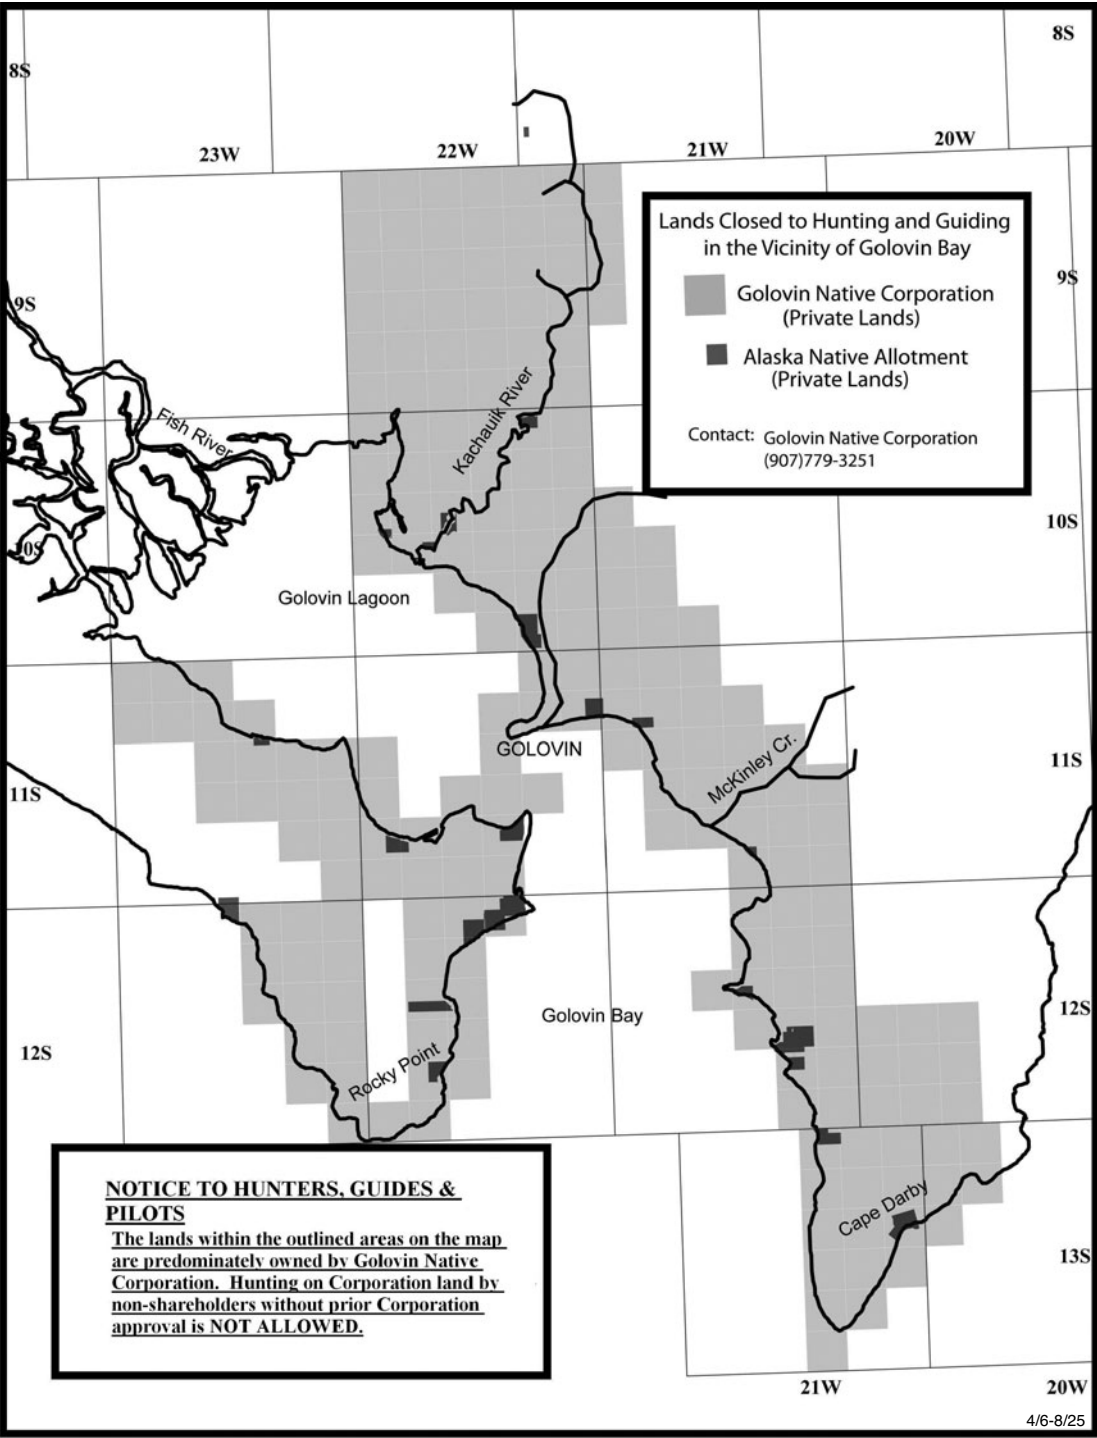 8S
8S
23W
22W
21W
20W
Lands Closed to Hunting and Guiding
in the Vicinity of Golovin Bay
Golovin Native Corporation
(Private Lands)
Alaska Native Allotment
(Private Lands)
Contact: Golovin Native Corporation
(907)779-3251
9S
9S
Fish River
Kachauik River
10S
10S
Golovin Lagoon
GOLOVIN
McKinley Cr.
11S
11S
Golovin Bay
12S
12S
Rocky Point
NOTICE TO HUNTERS, GUIDES &
PILOTS
The lands within the outlined areas on the map
are predominately owned by Golovin Native
Corporation. Hunting on Corporation land by
non-shareholders without prior Corporation
approval is NOT ALLOWED.
Cape Darby
13S
21W
20W
4/6-8/25